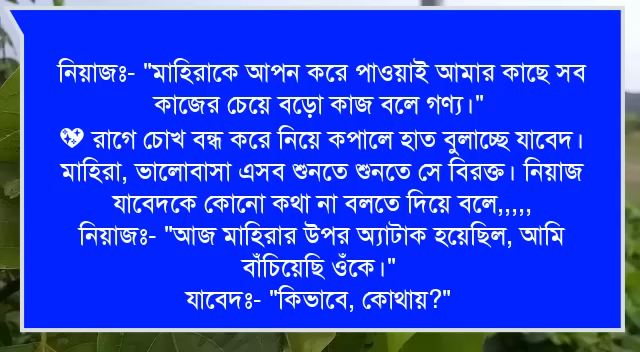 নিয়াজঃ- "মাহিরাকে আপন করে পাওয়াই আমার কাছে সব
কাজের চেয়ে বড়ো কাজ বলে গণ্য।"
💖 রাগে চোখ বন্ধ করে নিয়ে কপালে হাত বুলাচ্ছে যাবেদ।
মাহিরা, ভালোবাসা এসব শুনতে শুনতে সে বিরক্ত। নিয়াজ
যাবেদকে কোনো কথা না বলতে দিয়ে বলে,,,,,
নিয়াজঃ- "আজ মাহিরার উপর অ্যাটাক হয়েছিল, আমি
বাঁচিয়েছি ওঁকে।"
যাবেদঃ- "কিভাবে, কোথায়?"